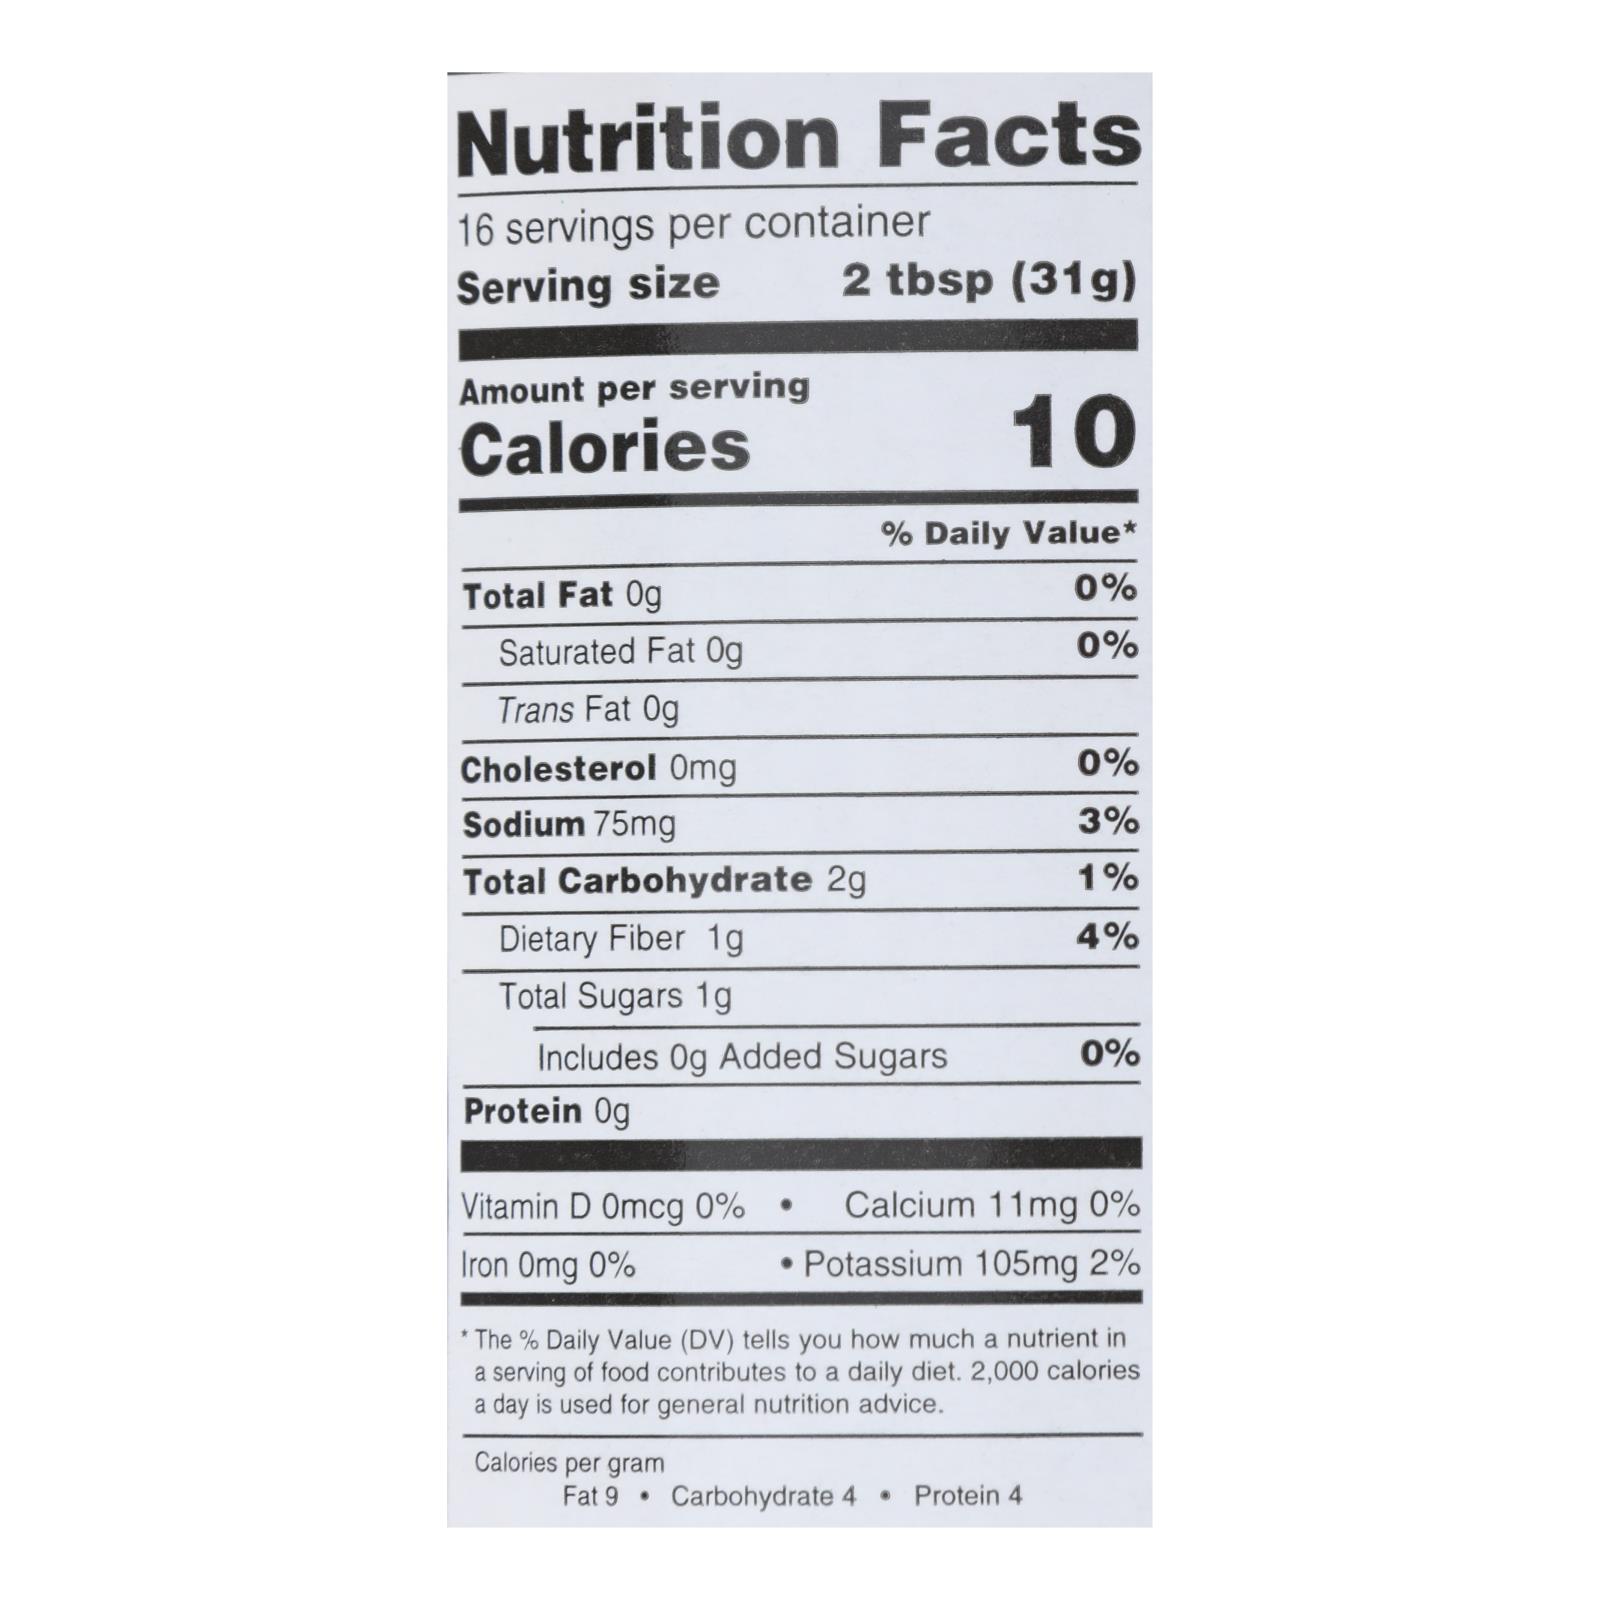 Nutrition Facts
16 servings per container
Serving size 2 tbsp (31g)
Amount per serving
Calories 10
% Daily Value*
Total Fat 0g 0%
Saturated Fat 0g 0%
Trans Fat 0g
Cholesterol 0mg 0%
Sodium 75mg 3%
Total Carbohydrate 2g 1%
Dietary Fiber 1g 4%
Total Sugars 1g
Includes 0g Added Sugars 0%
Protein 0g
Vitamin D 0mcg 0% • Calcium 11mg 0%
Iron 0mg 0% • Potassium 105mg 2%
* The % Daily Value (DV) tells you how much a nutrient in
a serving of food contributes to a daily diet. 2,000 calories
a day is used for general nutrition advice.
Calories per gram
Fat 9 • Carbohydrate 4 • Protein 4